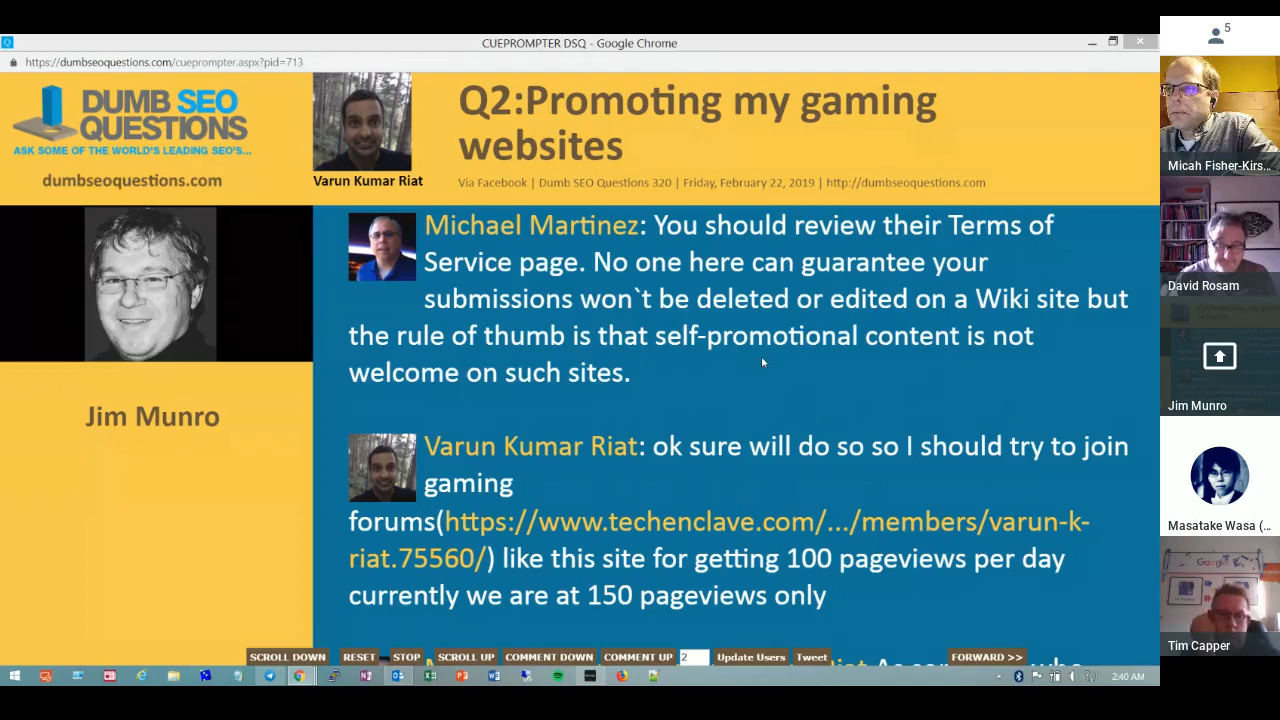 CUEPROMPTER DSQ - Google Chrome
https://dumbseoquestions.com/cueprompter.aspx?pid=713
DUMB SEO
QUESTIONS
ASK SOME OF THE WORLD'S LEADING SEO'S...
dumbseoquestions.com
Varun Kumar Riat
Q2:Promoting my gaming
websites
Via Facebook | Dumb SEO Questions 320 | Friday, February 22, 2019 | http://dumbseoquestions.com
Jim Munro
Michael Martinez: You should review their Terms of
Service page. No one here can guarantee your
submissions won`t be deleted or edited on a Wiki site but
the rule of thumb is that self-promotional content is not
welcome on such sites.
Varun Kumar Riat: ok sure will do so so I should try to join
gaming
forums(https://www.techenclave.com/.../members/varun-k-
riat.75560/) like this site for getting 100 pageviews per day
currently we are at 150 pageviews only
SCROLL DOWN RESET STOP SCROLL UP COMMENT DOWN COMMENT UP 2 Update Users Tweet FORWARD >>
2:40 AM
5
Micah Fisher-Kirs...
David Rosam
Jim Munro
Masatake Wasa (...
Google
Tim Capper